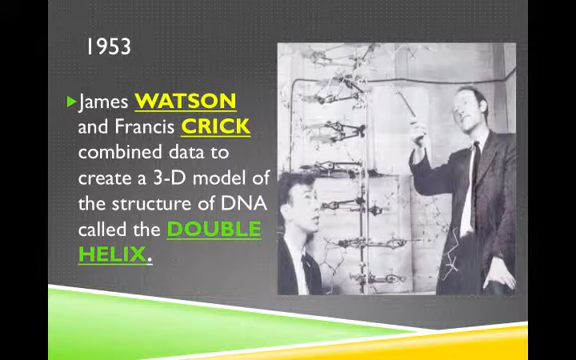 1953
James WATSON
and Francis CRICK
combined data to
create a 3-D model of
the structure of DNA
called the DOUBLE
HELIX.